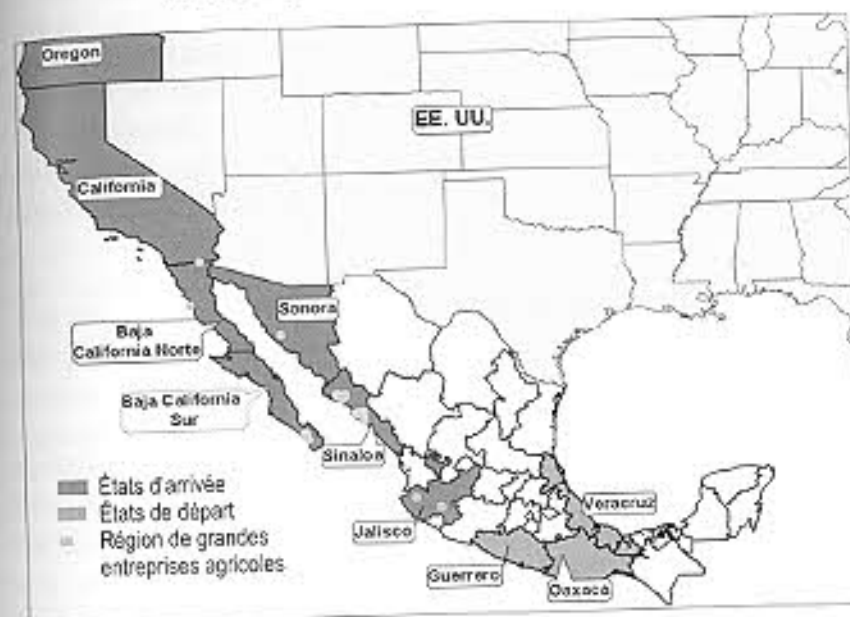 Oregon
EE. UU.
California
Sonora
Baja
California Norte
Baja California
Sur
Sinaloa
États d'arrivée
États de départ
Région de grandes
entreprises agricoles
Jalisco
Veracruz
Guerrero
Oaxaca